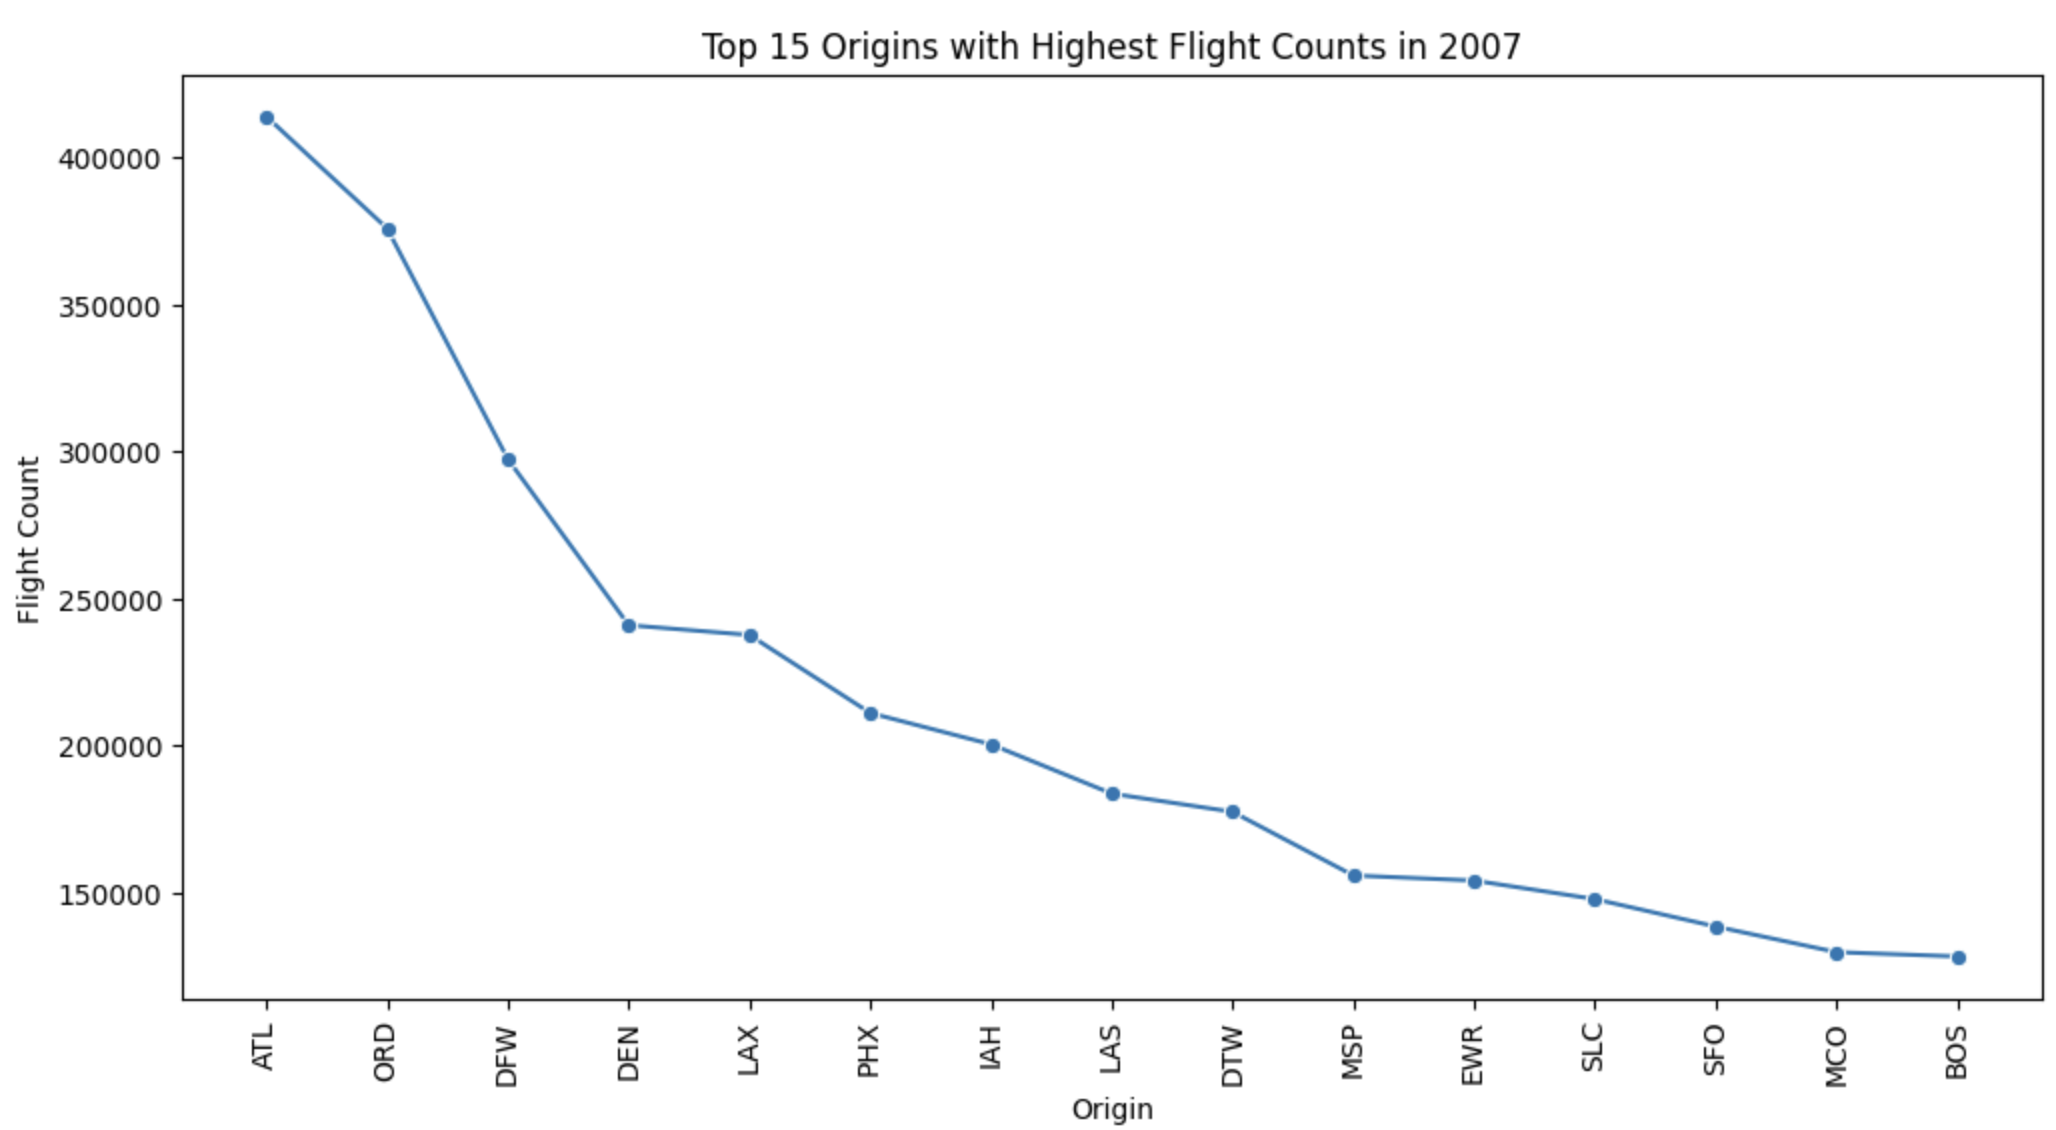 Top 15 Origins with Highest Flight Counts in 2007
Flight Count
400000
350000
300000
250000
200000
150000
ATL
ORD
DFW
DEN
LAX
PHX
IAH
LAS
DTW
MSP
EWR
SLC
SFO
MCO
BOS
Origin